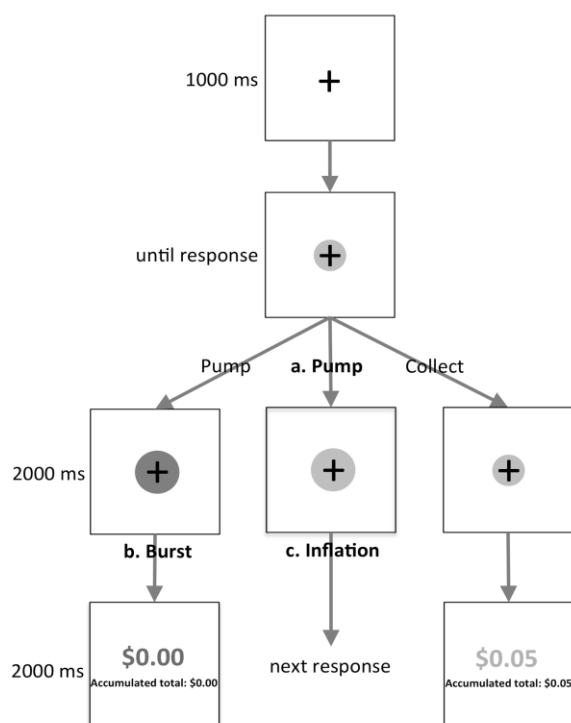 1000 ms
until response
Pump
a. Pump
Collect
2000 ms
b. Burst
c. Inflation
2000 ms
$0.00
Accumulated total: $0.00
next response
$0.05
Accumulated total: $0.05